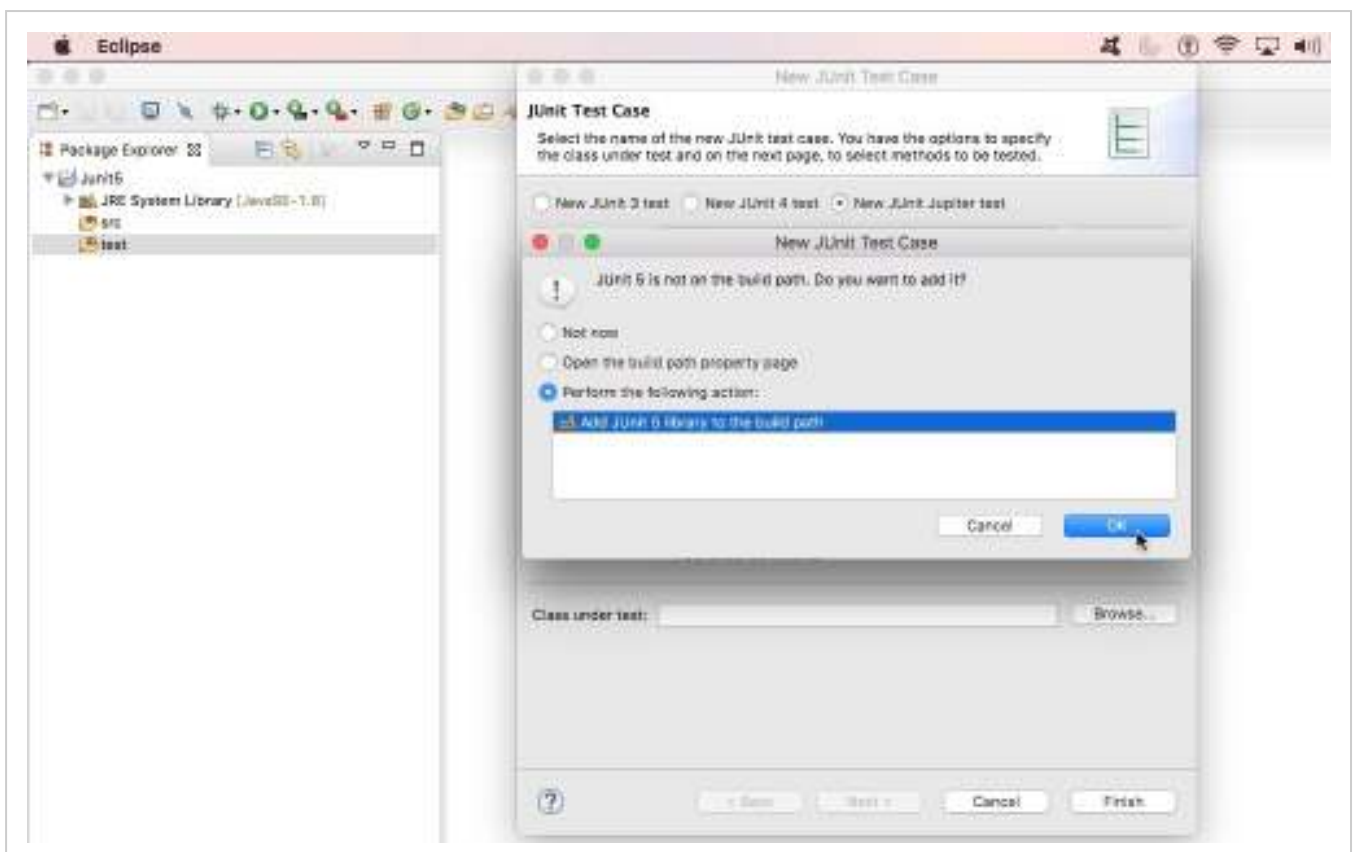 Eclipse
New JUnit Test Case
JUnit Test Case
Select the name of the new JUnit test case. You have the options to specify
the class under test and on the next page, to select methods to be tested.
Package Explorer
Junit5
JRE System Library [JavaSE-1.8]
src
test
New JUnit 3 test New JUnit 4 test New JUnit Jupiter test
New JUnit Test Case
JUnit 5 is not on the build path. Do you want to add it?
Not now
Open the build path property page
Perform the following action:
Add JUnit 5 library to the build path
Cancel OK
Class under test: Browse...
< Back Next > Cancel Finish